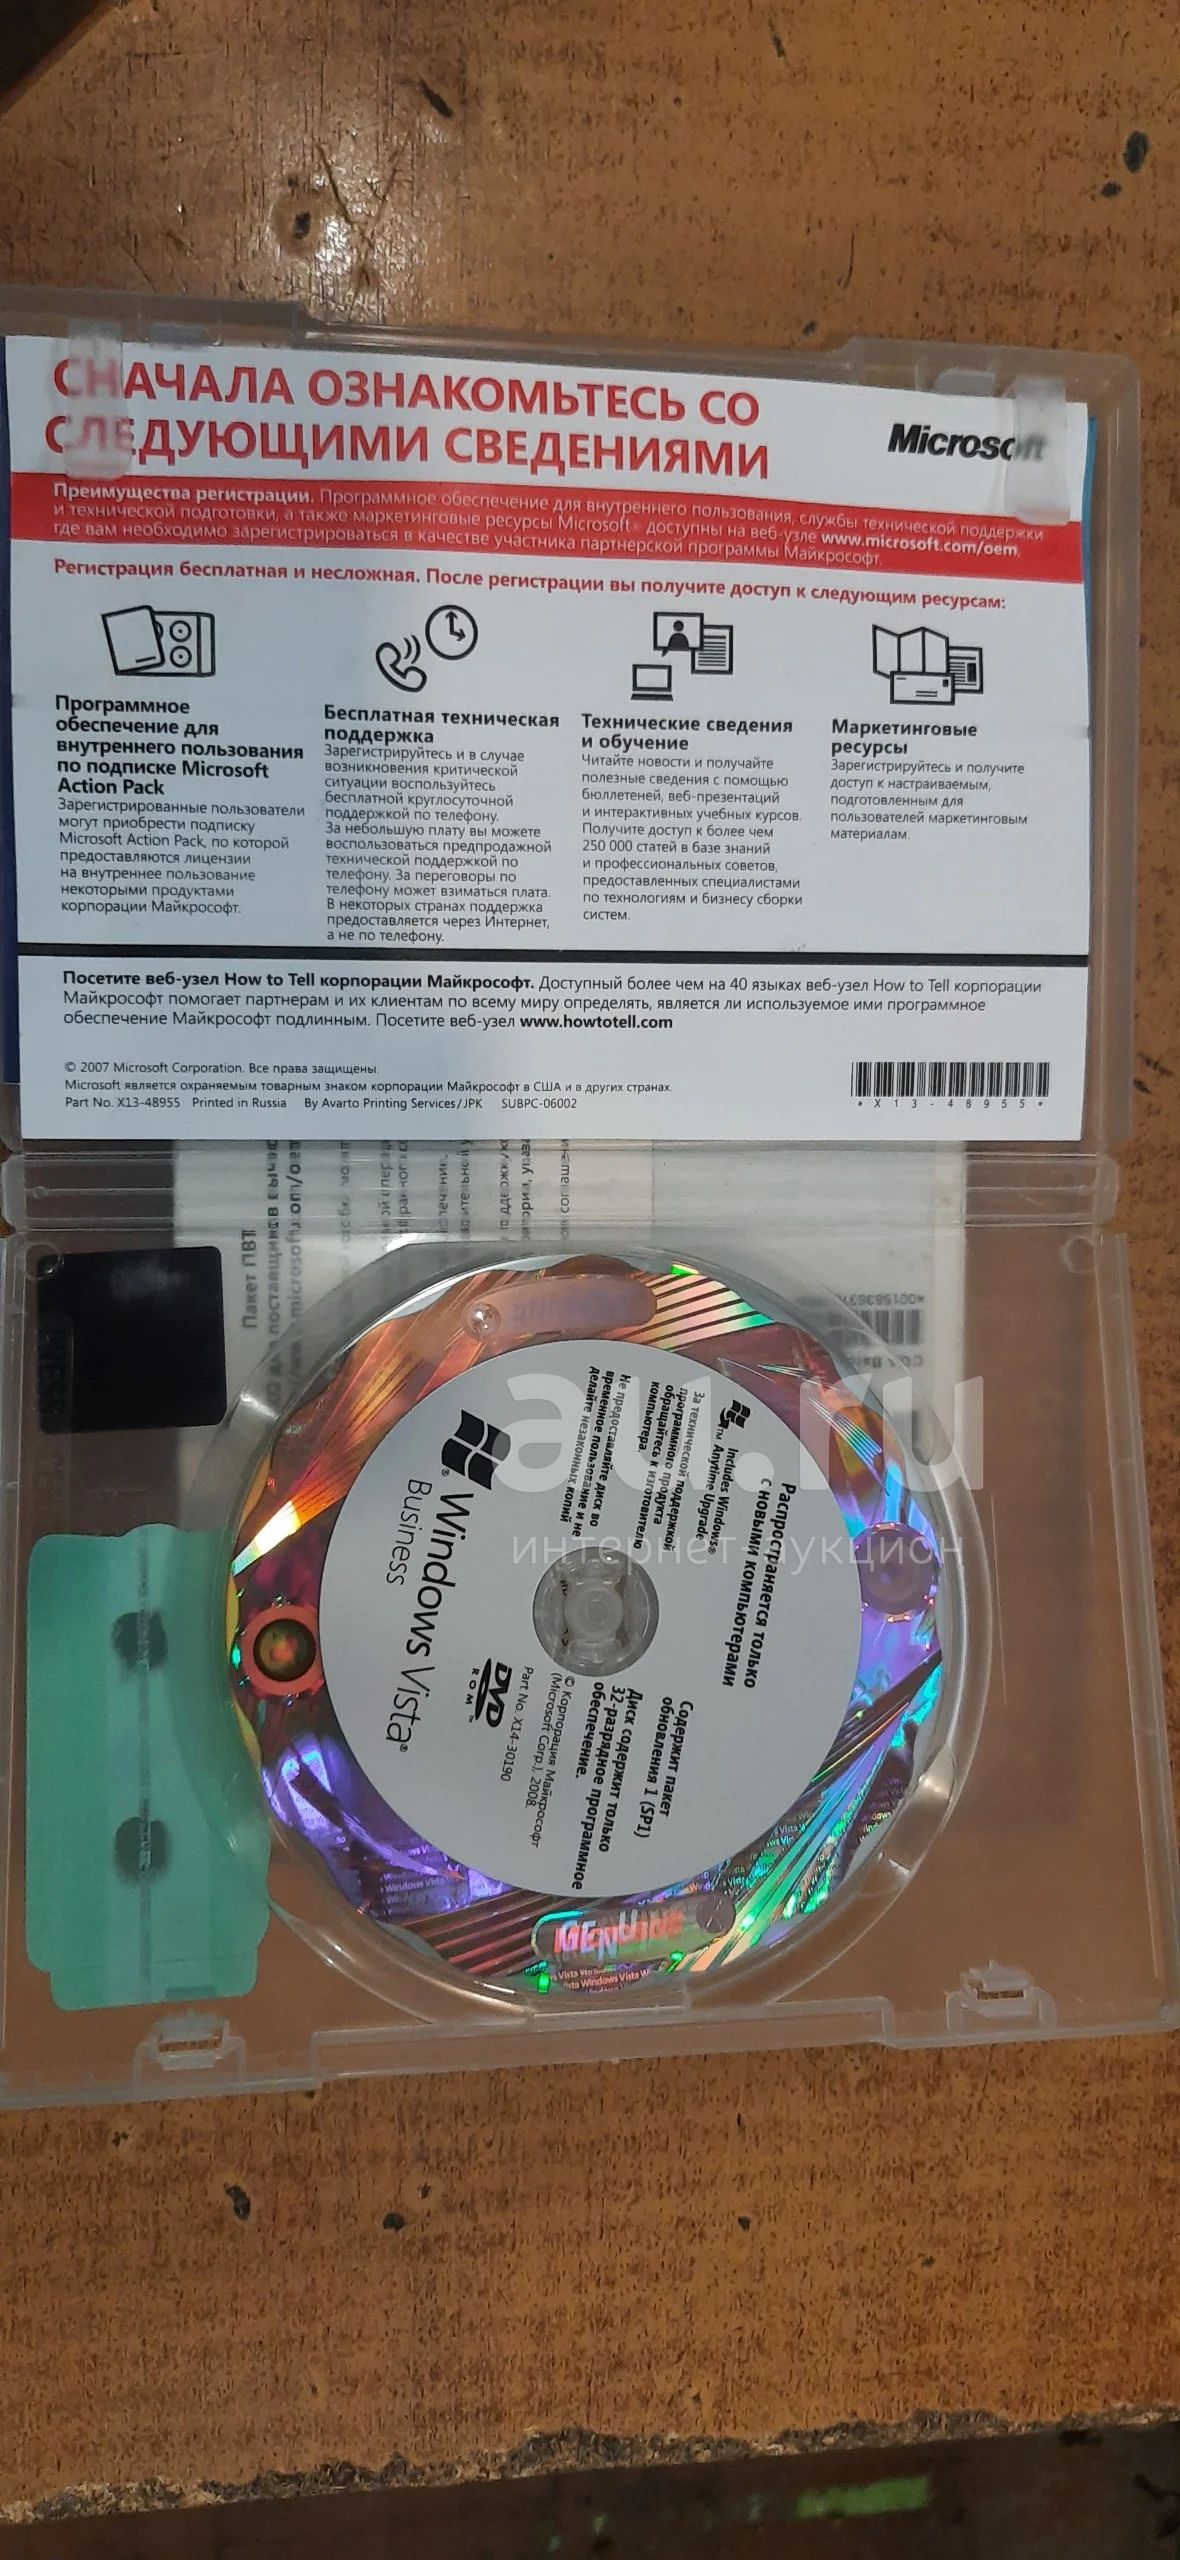 СНАЧАЛА ОЗНАКОМЬТЕСЬ СО
СЛЕДУЮЩИМИ СВЕДЕНИЯМИ
Microsoft
Преимущества регистрации. Программное обеспечение для внутреннего пользования, службы технической поддержки
и технической подготовки, а также маркетинговые ресурсы Microsoft® доступны на веб-узле www.microsoft.com/oem,
где вам необходимо зарегистрироваться в качестве участника партнерской программы Майкрософт.
Регистрация бесплатная и несложная. После регистрации вы получите доступ к следующим ресурсам:
Программное
обеспечение для
внутреннего пользования
по подписке Microsoft
Action Pack
Зарегистрированные пользователи
могут приобрести подписку
Microsoft Action Pack, по которой
предоставляются лицензии
на внутреннее пользование
некоторыми продуктами
корпорации Майкрософт.
Бесплатная техническая
поддержка
Зарегистрируйтесь и в случае
возникновения критической
ситуации воспользуйтесь
бесплатной круглосуточной
поддержкой по телефону.
За небольшую плату вы можете
воспользоваться предпродажной
технической поддержкой по
телефону. За переговоры по
телефону может взиматься плата.
В некоторых странах поддержка
предоставляется через Интернет,
а не по телефону.
Технические сведения
и обучение
Читайте новости и получайте
полезные сведения с помощью
бюллетеней, веб-презентаций
и интерактивных учебных курсов.
Получите доступ к более чем
250 000 статей в базе знаний
и профессиональных советов,
предоставленных специалистами
по технологиям и бизнесу сборки
систем.
Маркетинговые
ресурсы
Зарегистрируйтесь и получите
доступ к настраиваемым,
подготовленным для
пользователей маркетинговым
материалам.
Посетите веб-узел How to Tell корпорации Майкрософт. Доступный более чем на 40 языках веб-узел How to Tell корпорации
Майкрософт помогает партнерам и их клиентам по всему миру определять, является ли используемое ими программное
обеспечение Майкрософт подлинным. Посетите веб-узел www.howtotell.com
© 2007 Microsoft Corporation. Все права защищены.
Microsoft является охраняемым товарным знаком корпорации Майкрософт в США и в других странах.
Part No. X13-48955 Printed in Russia By Avarto Printing Services/JPK SUBPC-06002
* X 1 3 - 4 8 9 5 5 *
Пакет ПВТ
Распространяется только
с новыми компьютерами
Includes Windows®
Anytime Upgrade
За технической поддержкой
программного продукта
обращайтесь к изготовителю
компьютера.
Не предоставляйте диск во
временное пользование и не
делайте незаконных копий
Содержит пакет
обновления 1 (SP1)
Диск содержит только
32-разрядное программное
обеспечение.
© Корпорация Майкрософт
(Microsoft Corp.), 2008.
Part No. X14-30190
DVD
ROM
Windows Vista®
Business
GENUINE
au.ru
интернет-аукцион